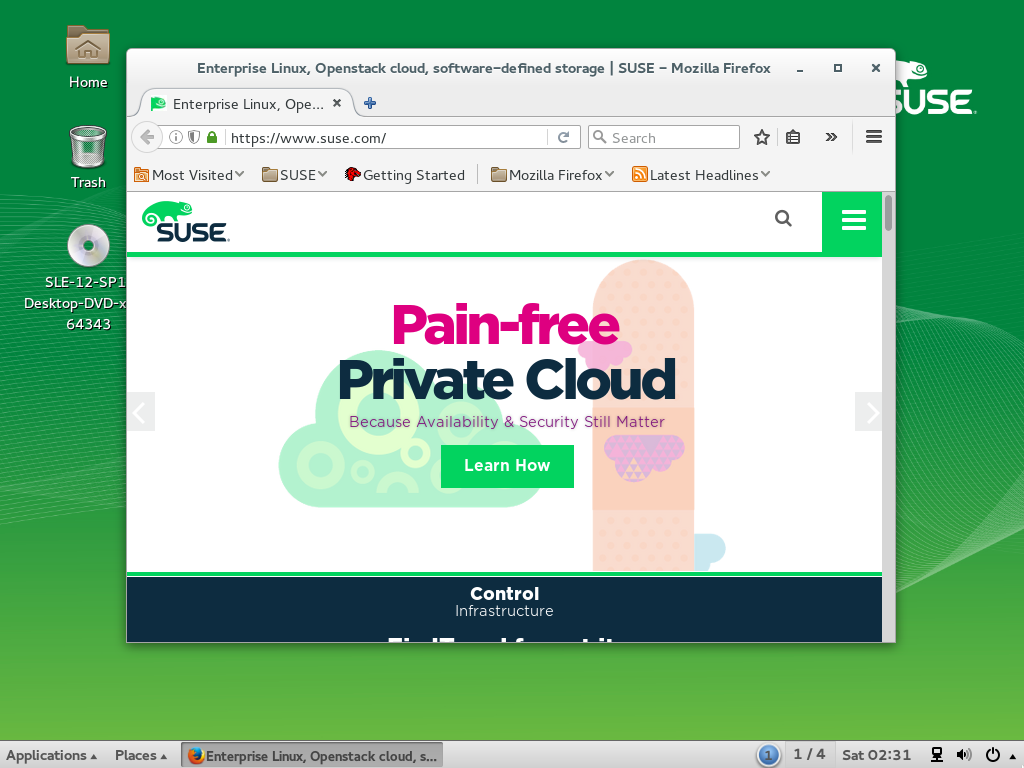 Home
Trash
SLE-12-SP1
Desktop-DVD-x
64343
SUSE
Enterprise Linux, Openstack cloud, software-defined storage | SUSE - Mozilla Firefox
Enterprise Linux, Ope...
https://www.suse.com/
Search
Most Visited
SUSE
Getting Started
Mozilla Firefox
Latest Headlines
SUSE
Pain-free
Private Cloud
Because Availability & Security Still Matter
Learn How
Control
Infrastructure
Applications
Places
Enterprise Linux, Openstack cloud, s...
1
1 / 4
Sat 02:31